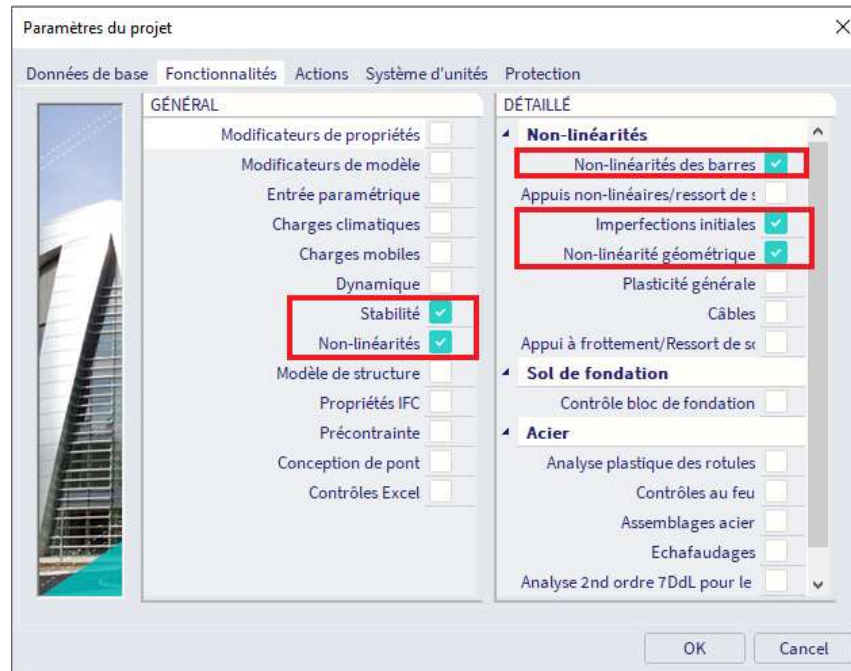 Paramètres du projet
Données de base Fonctionnalités Actions Système d'unités Protection
GÉNÉRAL
Modificateurs de propriétés
Modificateurs de modèle
Entrée paramétrique
Charges climatiques
Charges mobiles
Dynamique
Stabilité
Non-linéarités
Modèle de structure
Propriétés IFC
Précontrainte
Conception de pont
Contrôles Excel
DÉTAILLÉ
Non-linéarités
Non-linéarités des barres
Appuis non-linéaires/ressort de s
Imperfections initiales
Non-linéarité géométrique
Plasticité générale
Câbles
Appui à frottement/Ressort de so
Sol de fondation
Contrôle bloc de fondation
Acier
Analyse plastique des rotules
Contrôles au feu
Assemblages acier
Echafaudages
Analyse 2nd ordre 7DdL pour le
OK Cancel